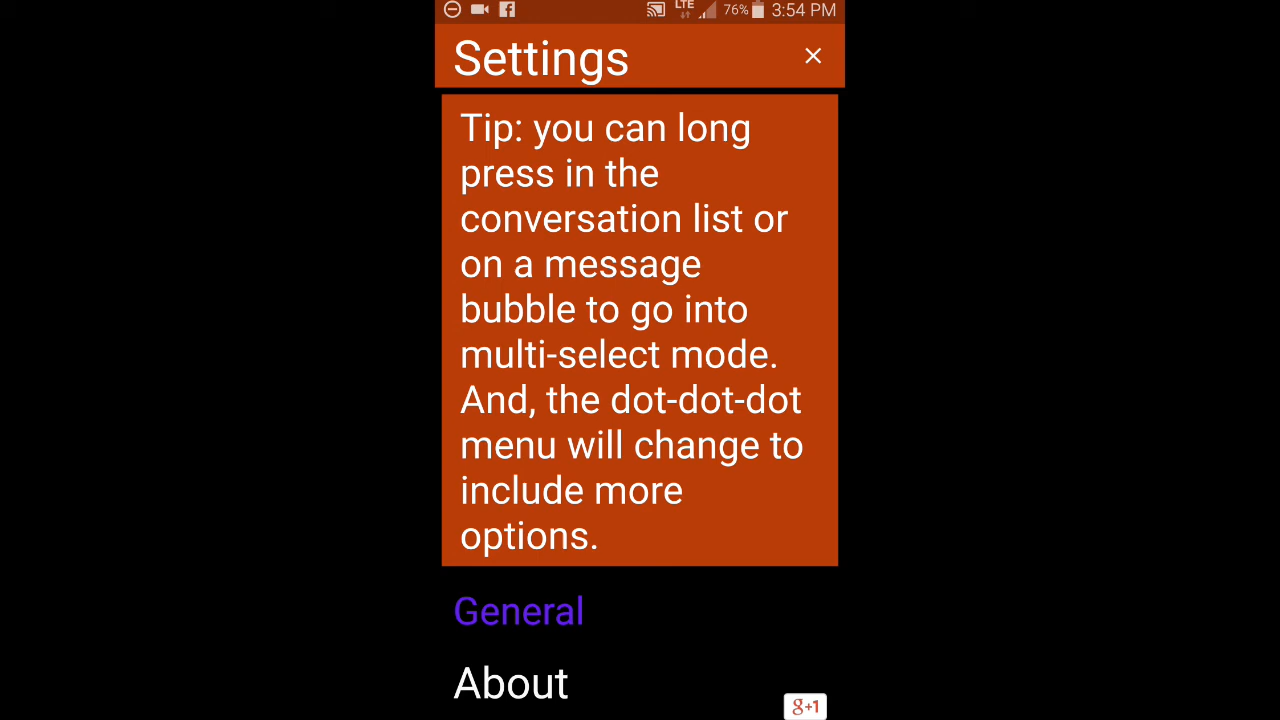 LTE 76% 3:54 PM
Settings ×
Tip: you can long
press in the
conversation list or
on a message
bubble to go into
multi-select mode.
And, the dot-dot-dot
menu will change to
include more
options.
General
About
g+1